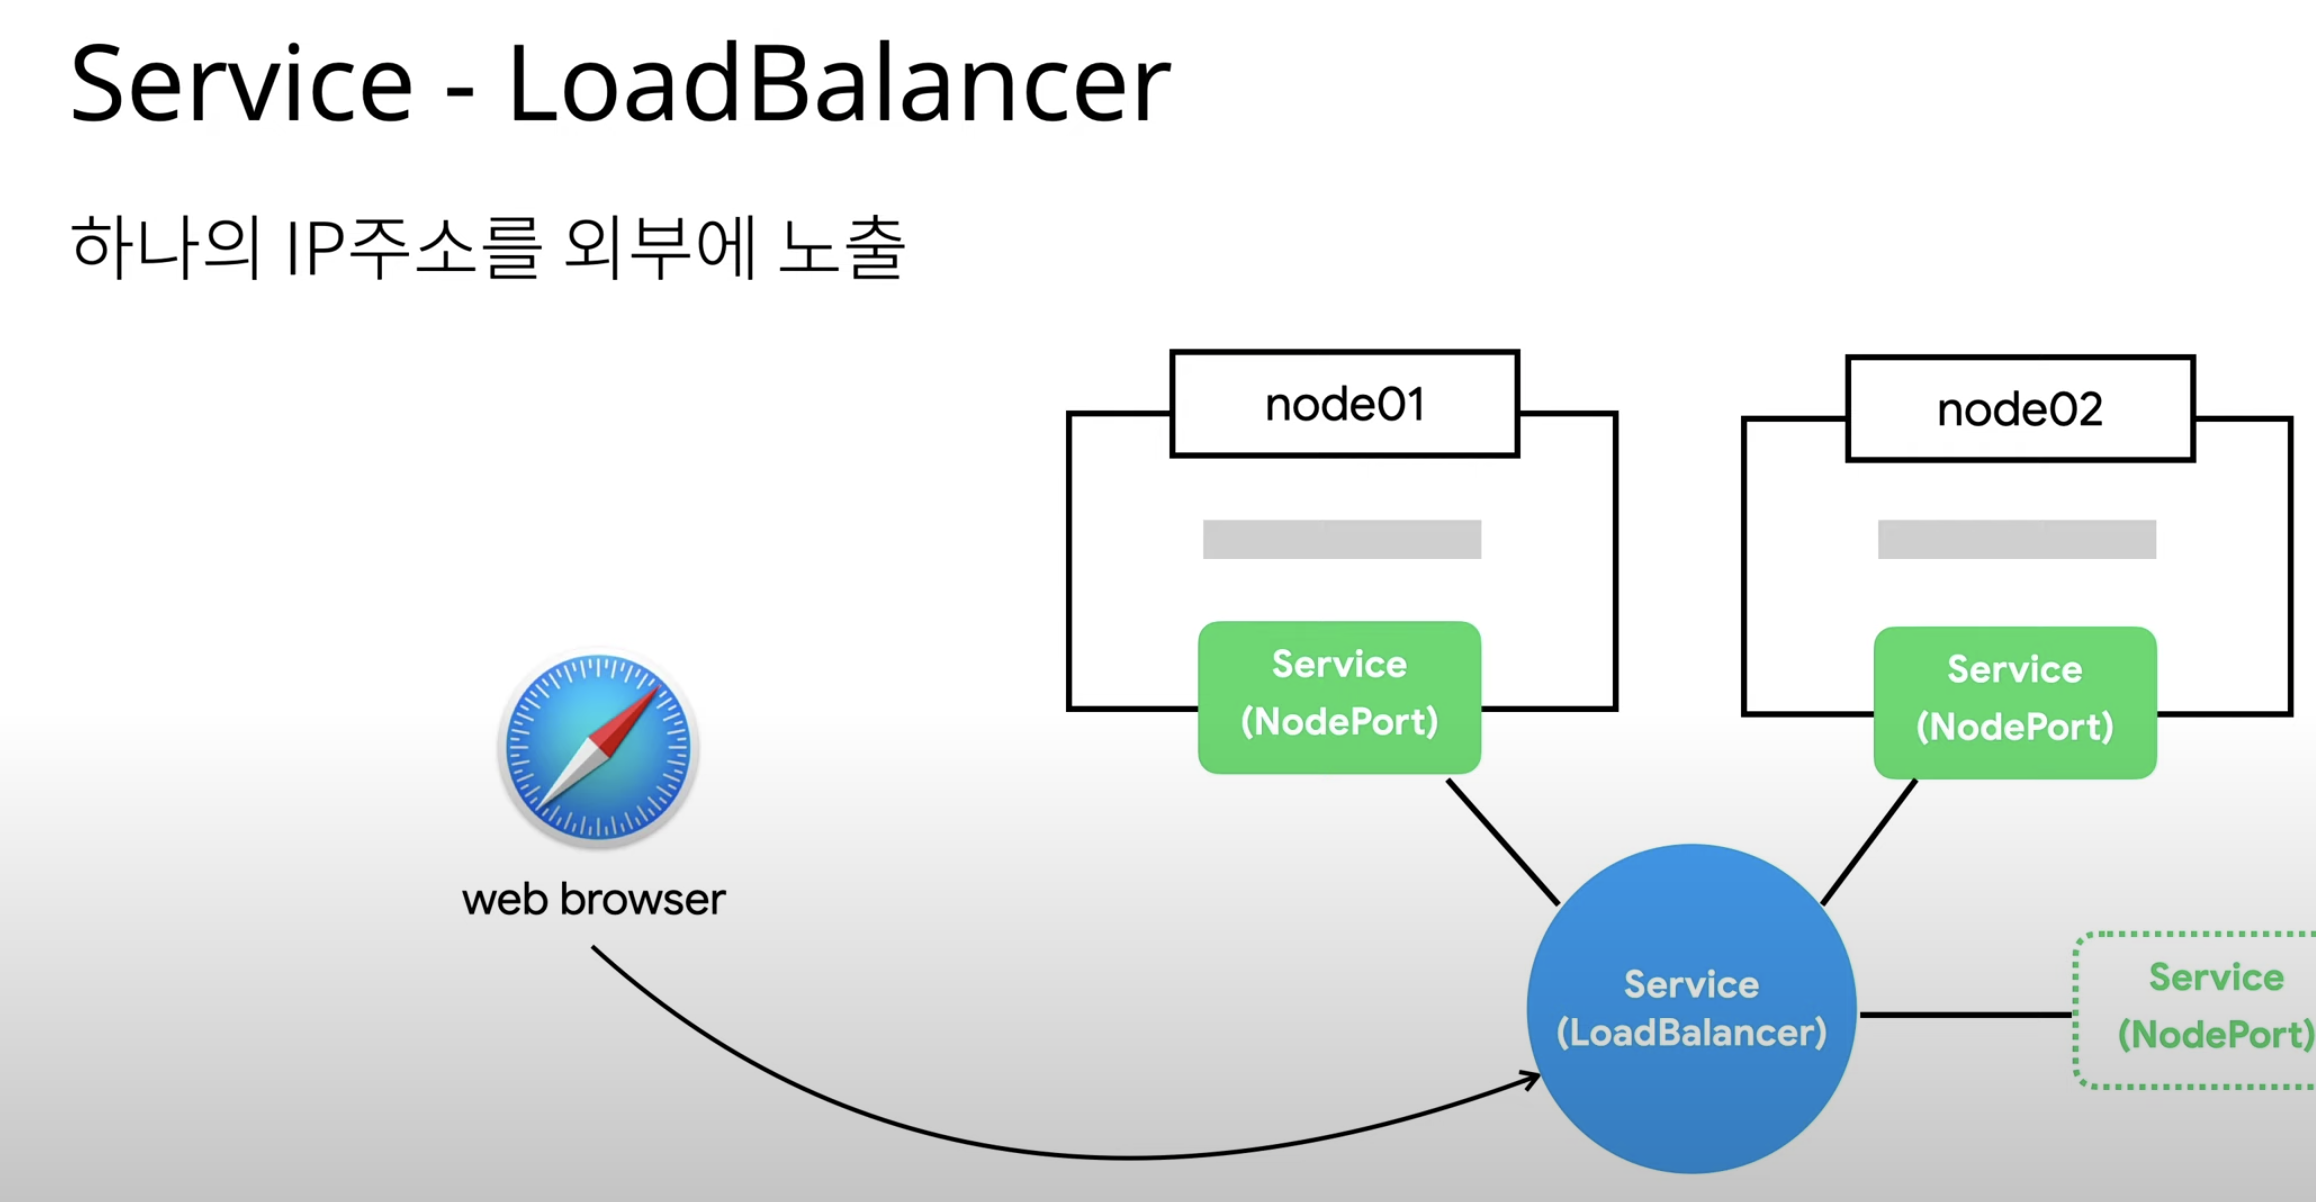 Service - LoadBalancer
하나의 IP주소를 외부에 노출
node01
node02
Service
(NodePort)
Service
(NodePort)
web browser
Service
(LoadBalancer)
Service
(NodePort)